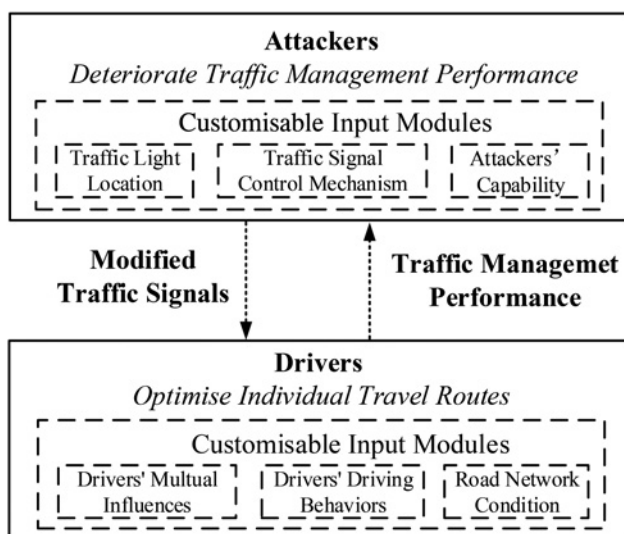 Attackers
Deteriorate Traffic Management Performance
Customisable Input Modules
Traffic Light
Location
Traffic Signal
Control Mechanism
Attackers’
Capability
Modified
Traffic Signals
Traffic Managemet
Performance
Drivers
Optimise Individual Travel Routes
Customisable Input Modules
Drivers' Multual
Influences
Drivers' Driving
Behaviors
Road Network
Condition